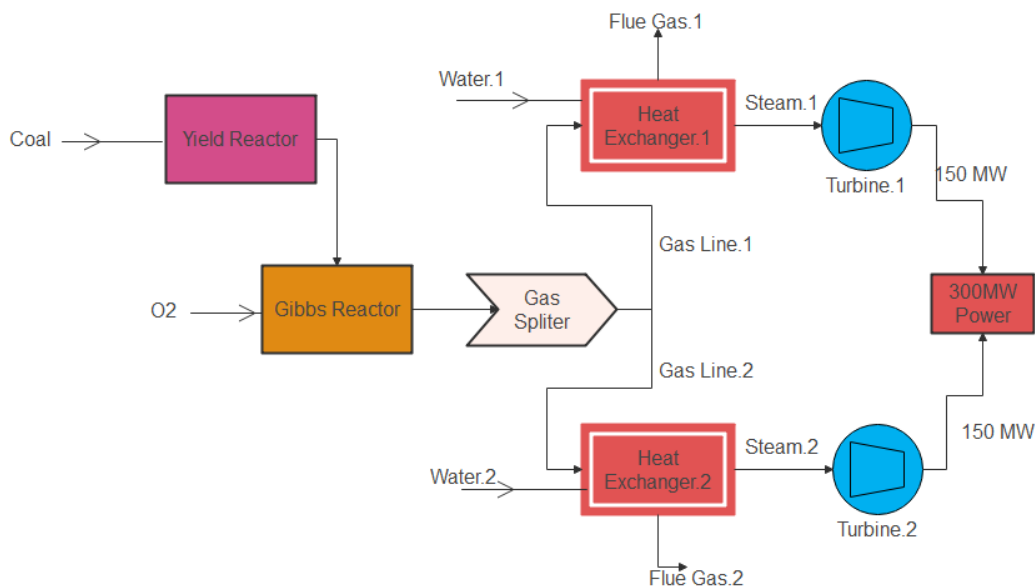 Flue Gas.1
Water.1
Heat
Exchanger.1
Steam.1
Turbine.1
150 MW
Coal
Yield Reactor
Gas Line.1
O2
Gibbs Reactor
Gas
Spliter
300MW
Power
Gas Line.2
Water.2
Heat
Exchanger.2
Steam.2
Turbine.2
150 MW
Flue Gas.2